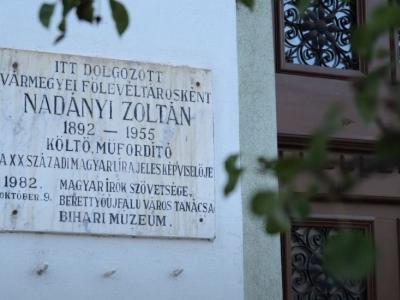 ITT DOLGOZOTT
VÁRMEGYEI FŐLEVÉLTÁROSKÉNT
NADÁNYI ZOLTÁN
1892 — 1955
KÖLTŐ, MŰFORDÍTÓ
A XX. SZÁZADI MAGYAR LÍRA JELES KÉPVISELŐJE
1982. MAGYAR ÍRÓK SZÖVETSÉGE,
OKTÓBER 9. BERETTYÓÚJFALU VÁROS TANÁCSA
BIHARI MÚZEUM.